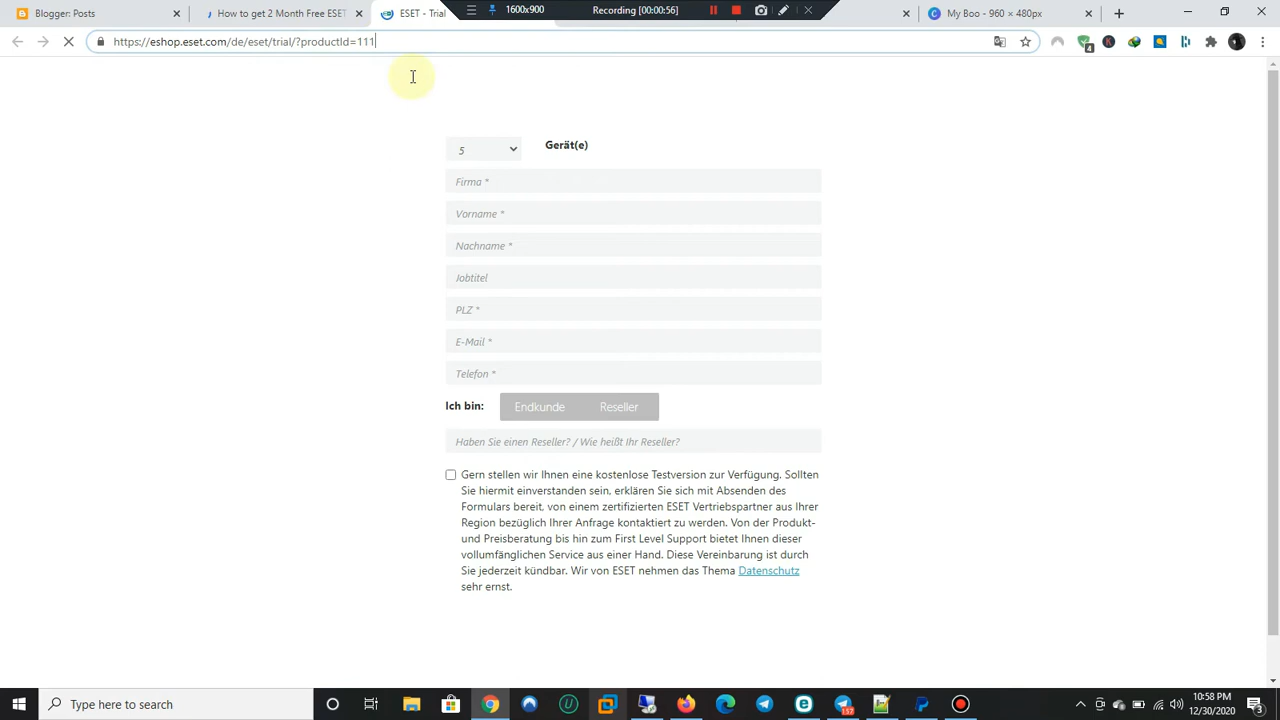 Blogger: Posts
to get 2 Month Free ESET
ESET - Trial
1600x900
Recording [00:00:56]
My Boo - 960 × 480px
https://eshop.eset.com/de/eset/trial/?productId=111
4
K
5
Gerät(e)
Firma *
Vorname *
Nachname *
Jobtitel
PLZ *
E-Mail *
Telefon *
Ich bin:
Endkunde
Reseller
Haben Sie einen Reseller? / Wie heißt Ihr Reseller?
Gern stellen wir Ihnen eine kostenlose Testversion zur Verfügung. Sollten
Sie hiermit einverstanden sein, erklären Sie sich mit Absenden des
Formulars bereit, von einem zertifizierten ESET Vertriebspartner aus Ihrer
Region bezüglich Ihrer Anfrage kontaktiert zu werden. Von der Produkt-
und Preisberatung bis hin zum First Level Support bietet Ihnen dieser
vollumfänglichen Service aus einer Hand. Diese Vereinbarung ist durch
Sie jederzeit kündbar. Wir von ESET nehmen das Thema Datenschutz
sehr ernst.
Type here to search
157
10:58 PM
12/30/2020
3